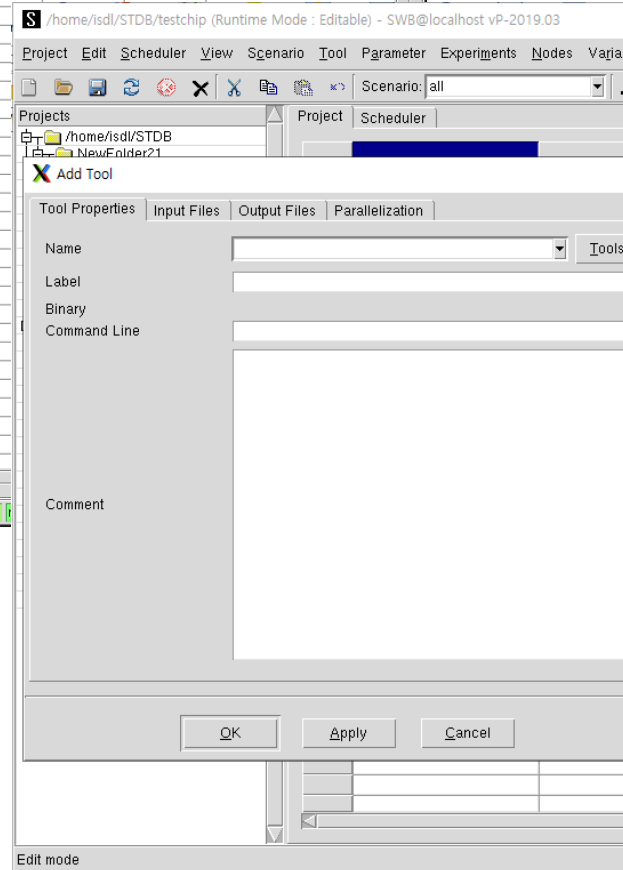 S /home/isdl/STDB/testchip (Runtime Mode : Editable) - SWB@localhost vP-2019.03
Project Edit Scheduler View Scenario Tool Parameter Experiments Nodes Varia
Scenario: all
Projects
Project Scheduler
/home/isdl/STDB
NewFolder21
Add Tool
Tool Properties Input Files Output Files Parallelization
Name
Tools
Label
Binary
Command Line
Comment
OK Apply Cancel
Edit mode